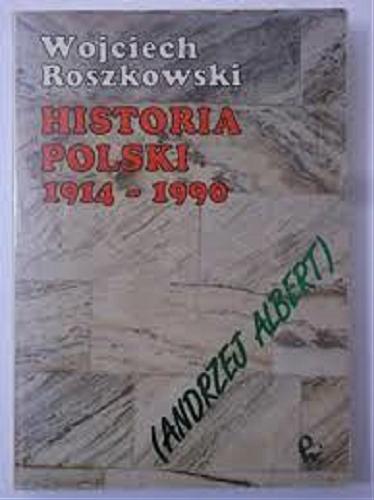 Wojciech
Roszkowski
HISTORIA
POLSKI
1914 - 1990
(ANDRZEJ ALBERT)